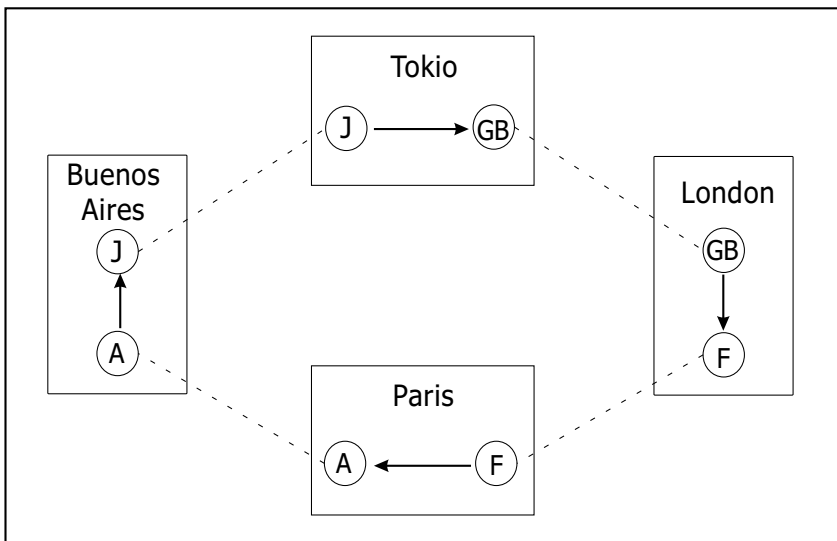 Tokio
J
GB
Buenos
Aires
J
A
London
GB
F
Paris
A
F